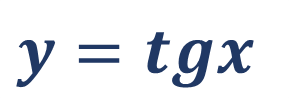 y = tgx